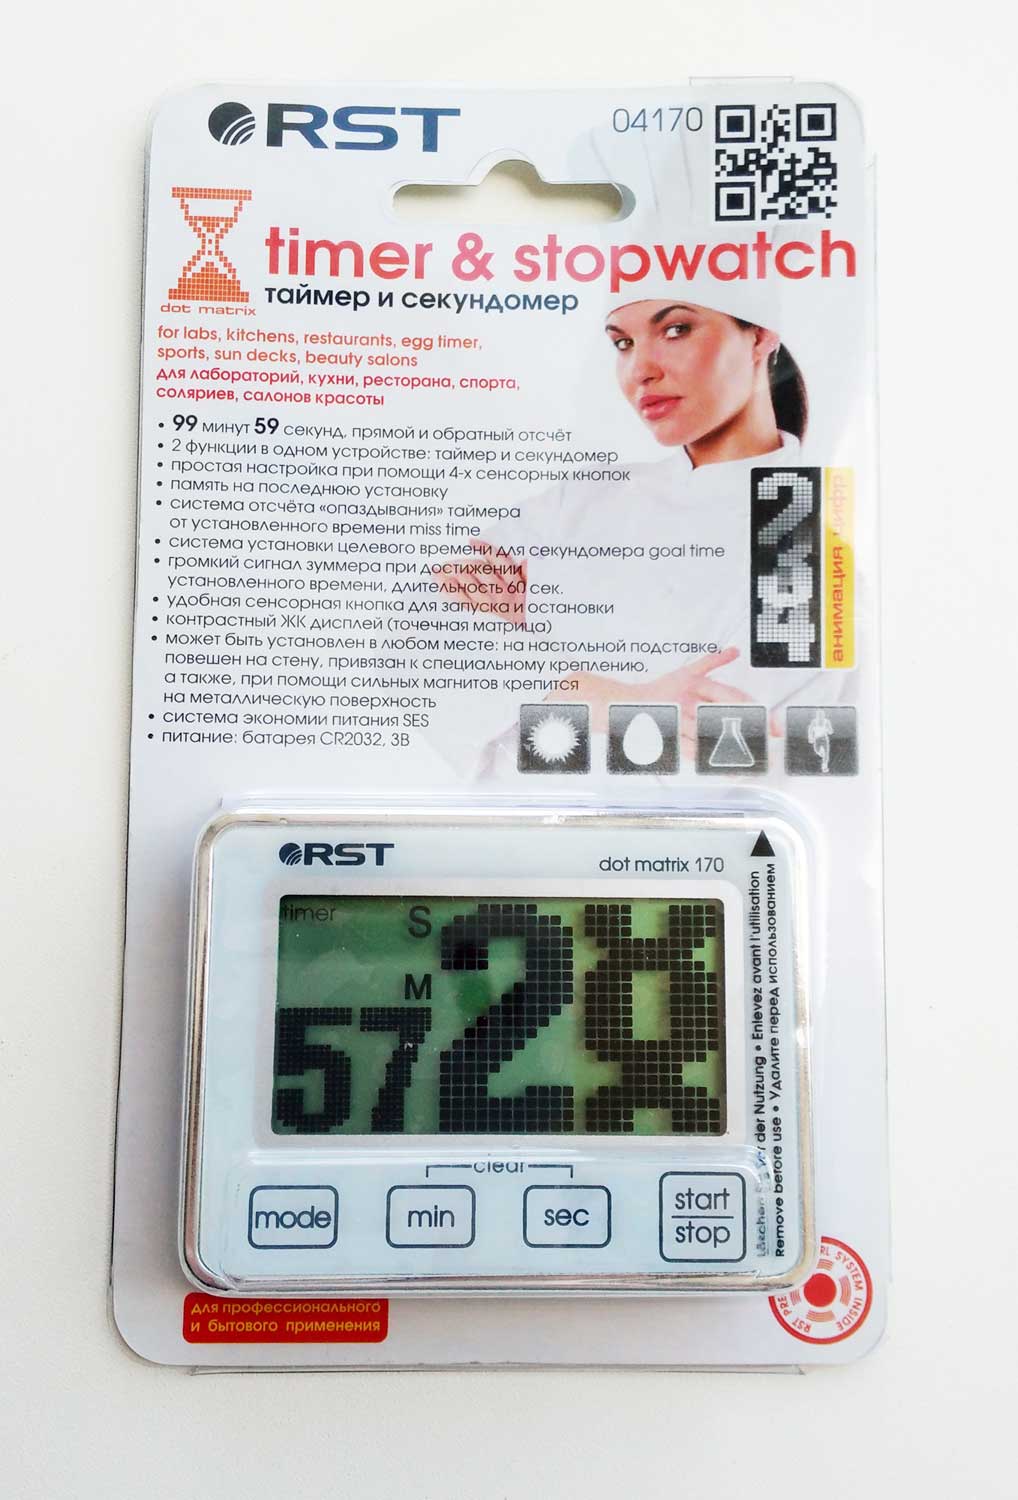 RST
04170
timer & stopwatch
таймер и секундомер
dot matrix
for labs, kitchens, restaurants, egg timer,
sports, sun decks, beauty salons
для лабораторий, кухни, ресторана, спорта,
соляриев, салонов красоты
• 99 минут 59 секунд, прямой и обратный отсчёт
• 2 функции в одном устройстве: таймер и секундомер
• простая настройка при помощи 4-х сенсорных кнопок
• память на последнюю установку
• система отсчёта «опаздывания» таймера
от установленного времени miss time
• система установки целевого времени для секундомера goal time
• громкий сигнал зуммера при достижении
установленного времени, длительность 60 сек.
• удобная сенсорная кнопка для запуска и остановки
• контрастный ЖК дисплей (точечная матрица)
• может быть установлен в любом месте: на настольной подставке,
повешен на стену, привязан к специальному креплению,
а также, при помощи сильных магнитов крепится
на металлическую поверхность
• система экономии питания SES
• питание: батарея CR2032, 3В
анимация цифр
RST
dot matrix 170
timer
S
M
57
2
clear
mode
min
sec
start
stop
der Nutzung • Enlevez avant l'utilisation
Remove before use • Удалите перед использованием
для профессионального
и бытового применения
RST SYSTEM INSIDE